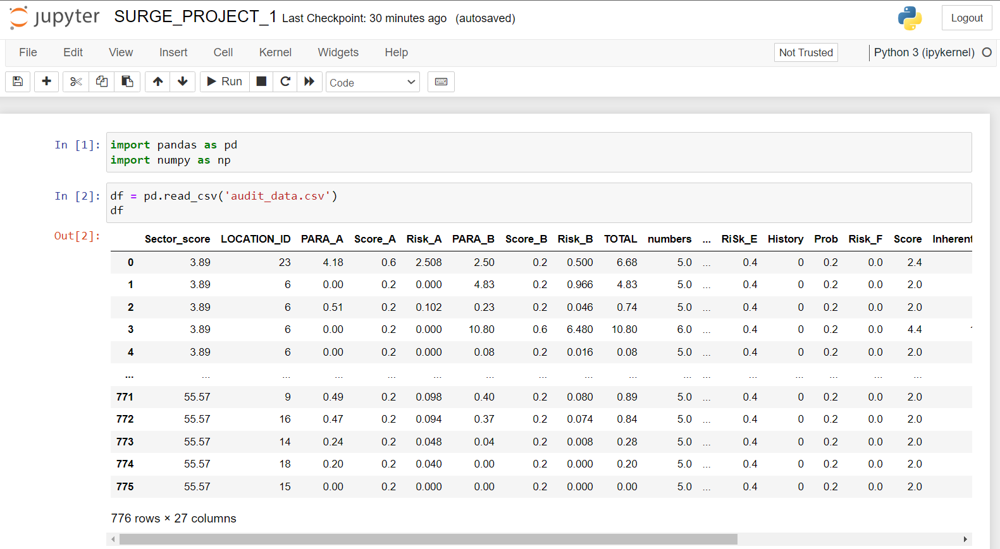 jupyter SURGE_PROJECT_1 Last Checkpoint: 30 minutes ago (autosaved) Logout
File Edit View Insert Cell Kernel Widgets Help Not Trusted Python 3 (ipykernel)
Run Code
In [1]: import pandas as pd
import numpy as np
In [2]: df = pd.read_csv('audit_data.csv')
df
Out[2]:
Sector_score LOCATION_ID PARA_A Score_A Risk_A PARA_B Score_B Risk_B TOTAL numbers ... RiSk_E History Prob Risk_F Score Inherent
0 3.89 23 4.18 0.6 2.508 2.50 0.2 0.500 6.68 5.0 ... 0.4 0 0.2 0.0 2.4
1 3.89 6 0.00 0.2 0.000 4.83 0.2 0.966 4.83 5.0 ... 0.4 0 0.2 0.0 2.0
2 3.89 6 0.51 0.2 0.102 0.23 0.2 0.046 0.74 5.0 ... 0.4 0 0.2 0.0 2.0
3 3.89 6 0.00 0.2 0.000 10.80 0.6 6.480 10.80 6.0 ... 0.4 0 0.2 0.0 4.4
4 3.89 6 0.00 0.2 0.000 0.08 0.2 0.016 0.08 5.0 ... 0.4 0 0.2 0.0 2.0
... ... ... ... ... ... ... ... ... ... ... ... ... ... ... ... ...
771 55.57 9 0.49 0.2 0.098 0.40 0.2 0.080 0.89 5.0 ... 0.4 0 0.2 0.0 2.0
772 55.57 16 0.47 0.2 0.094 0.37 0.2 0.074 0.84 5.0 ... 0.4 0 0.2 0.0 2.0
773 55.57 14 0.24 0.2 0.048 0.04 0.2 0.008 0.28 5.0 ... 0.4 0 0.2 0.0 2.0
774 55.57 18 0.20 0.2 0.040 0.00 0.2 0.000 0.20 5.0 ... 0.4 0 0.2 0.0 2.0
775 55.57 15 0.00 0.2 0.000 0.00 0.2 0.000 0.00 5.0 ... 0.4 0 0.2 0.0 2.0
776 rows × 27 columns